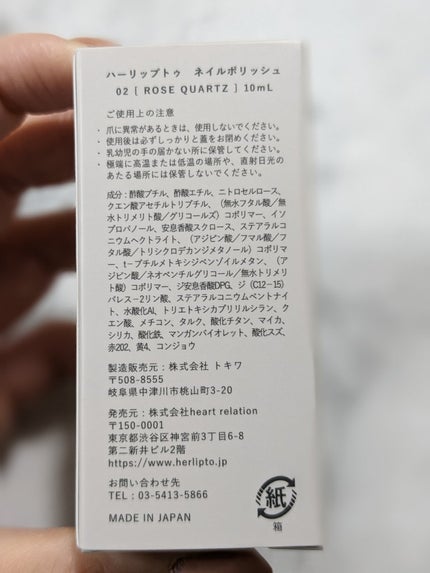 ハーリップトゥ　ネイルポリッシュ
02 [ ROSE QUARTZ ] 10mL
ご使用上の注意
・爪に異常があるときは、使用しないでください。
・使用後は必ずしっかりと蓋をお閉めください。
・乳幼児の手の届かない所に保管してください。
・極端に高温または低温の場所や、直射日光の
あたる場所には保管しないでください。
成分：酢酸ブチル、酢酸エチル、ニトロセルロース、
クエン酸アセチルトリブチル、（無水フタル酸／無
水トリメリト酸／グリコールズ）コポリマー、イソ
プロパノール、安息香酸スクロース、ステアラルコ
ニウムヘクトライト、（アジピン酸／フマル酸／フ
タル酸／トリシクロデカンジメタノール）コポリマ
ー、t－ブチルメトキシジベンゾイルメタン、（ア
ジピン酸／ネオペンチルグリコール／無水トリメリ
ト酸）コポリマー、ジ安息香酸DPG、ジ（C12－15）
パレス－2リン酸、ステアラルコニウムベントナイ
ト、水酸化Al、トリエトキシカプリリルシラン、ク
エン酸、メチコン、タルク、酸化チタン、マイカ、
シリカ、酸化鉄、マンガンバイオレット、酸化スズ、
赤202、黄4、コンジョウ
製造販売元：株式会社 トキワ
〒508-8555
岐阜県中津川市桃山町3-20
発売元：株式会社heart relation
〒150-0001
東京都渋谷区神宮前3丁目6-8
第二新井ビル2階
https://www.herlipto.jp
お問い合わせ先
TEL：03-5413-5866
MADE IN JAPAN
紙
箱